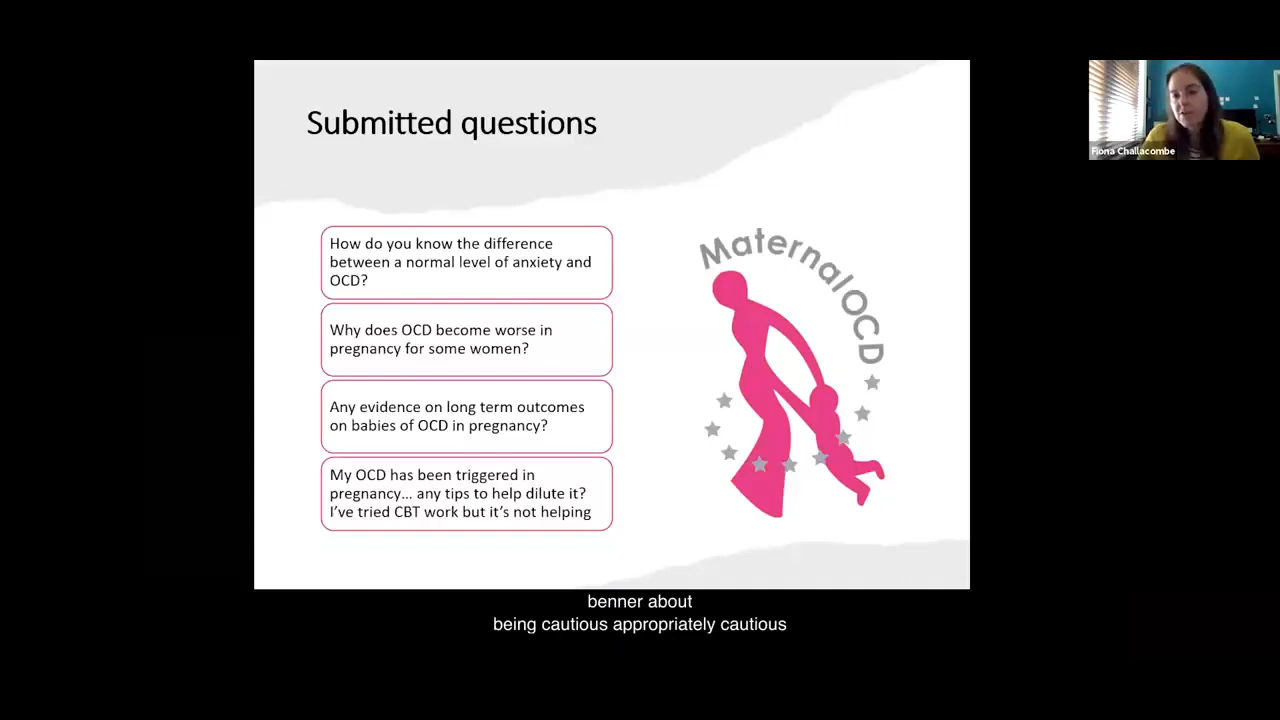 Submitted questions
How do you know the difference
between a normal level of anxiety and
OCD?
Why does OCD become worse in
pregnancy for some women?
Any evidence on long term outcomes
on babies of OCD in pregnancy?
My OCD has been triggered in
pregnancy... any tips to help dilute it?
I've tried CBT work but it's not helping
MaternalOCD
Fiona Challacombe
benner about
being cautious appropriately cautious